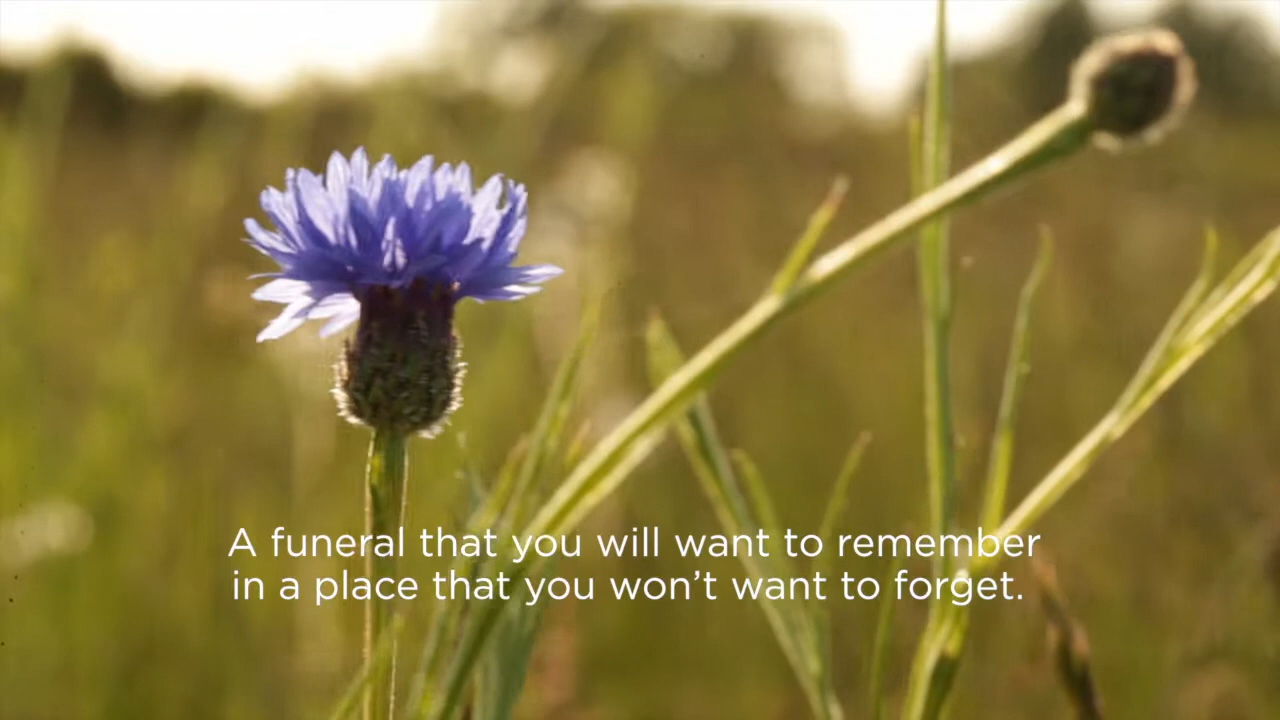 A funeral that you will want to remember
in a place that you won’t want to forget.